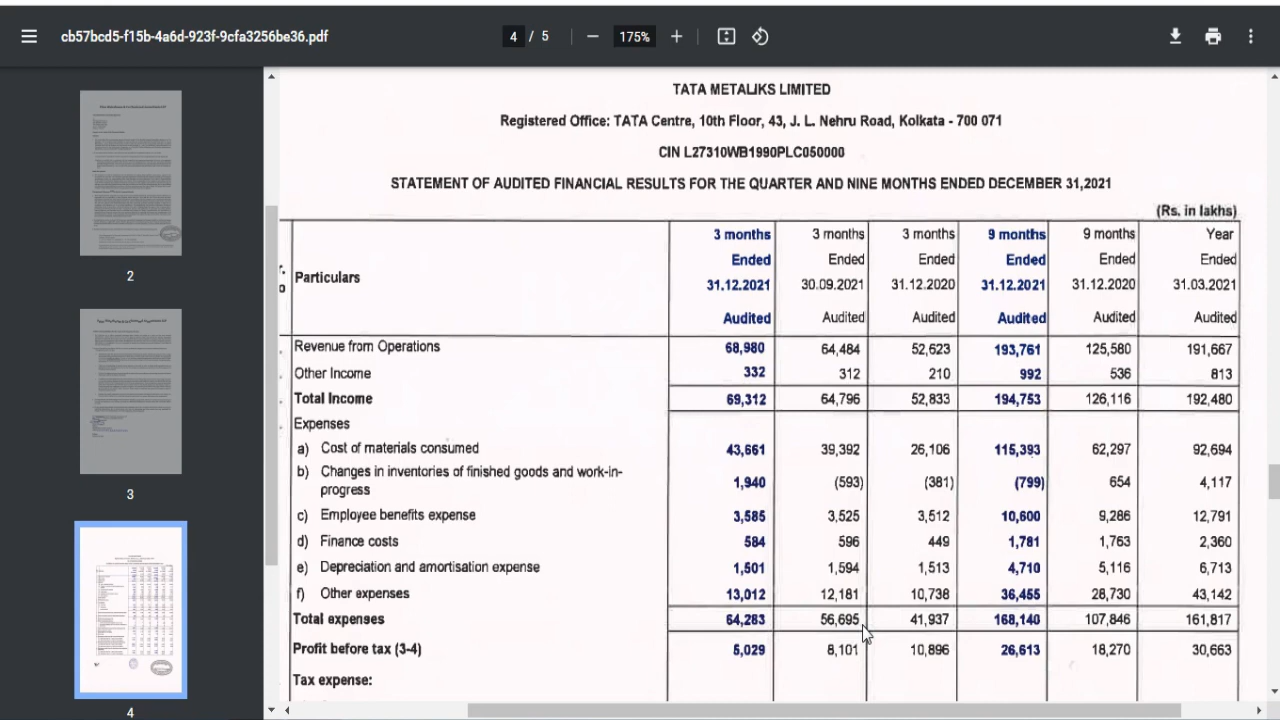 cb57bcd5-f15b-4a6d-923f-9cfa3256be36.pdf
4 / 5
175%
2
3
4
TATA METALIKS LIMITED
Registered Office: TATA Centre, 10th Floor, 43, J. L. Nehru Road, Kolkata - 700 071
CIN L27310WB1990PLC050000
STATEMENT OF AUDITED FINANCIAL RESULTS FOR THE QUARTER AND NINE MONTHS ENDED DECEMBER 31,2021
(Rs. in lakhs)
Particulars
3 months Ended 31.12.2021 Audited
3 months Ended 30.09.2021 Audited
3 months Ended 31.12.2020 Audited
9 months Ended 31.12.2021 Audited
9 months Ended 31.12.2020 Audited
Year Ended 31.03.2021 Audited
Revenue from Operations 68,980 64,484 52,623 193,761 125,580 191,667
Other Income 332 312 210 992 536 813
Total Income 69,312 64,796 52,833 194,753 126,116 192,480
Expenses
a) Cost of materials consumed 43,661 39,392 26,106 115,393 62,297 92,694
b) Changes in inventories of finished goods and work-in-
progress 1,940 (593) (381) (799) 654 4,117
c) Employee benefits expense 3,585 3,525 3,512 10,600 9,286 12,791
d) Finance costs 584 596 449 1,781 1,763 2,360
e) Depreciation and amortisation expense 1,501 1,594 1,513 4,710 5,116 6,713
f) Other expenses 13,012 12,181 10,738 36,455 28,730 43,142
Total expenses 64,283 56,695 41,937 168,140 107,846 161,817
Profit before tax (3-4) 5,029 8,101 10,896 26,613 18,270 30,663
Tax expense: